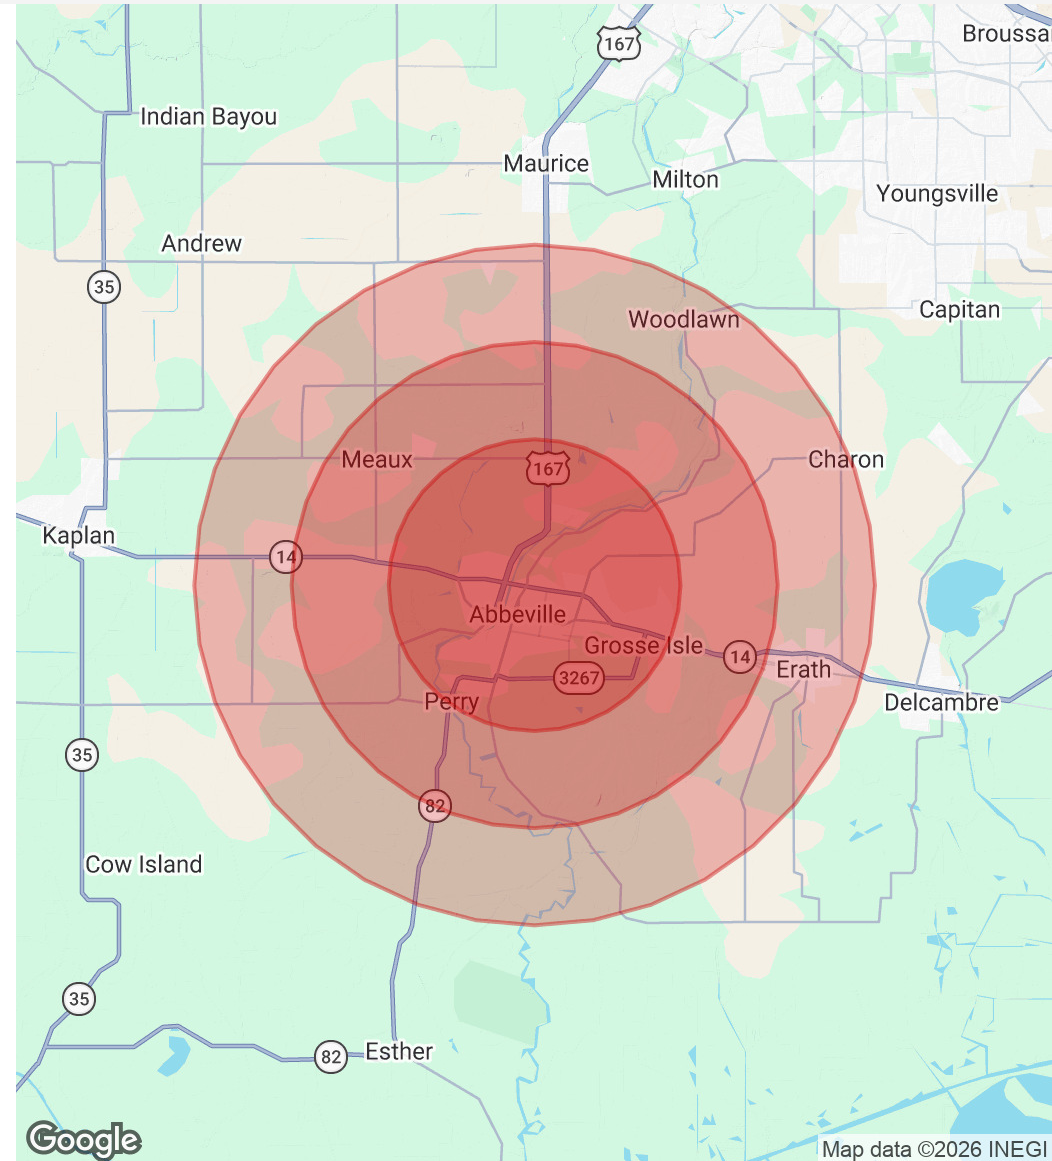 167
Broussa
Indian Bayou
Maurice
Milton
Youngsville
Andrew
35
Capitan
Woodlawn
Meaux
167
Charon
Kaplan
14
Abbeville
Grosse Isle
14
Erath
3267
Perry
Delcambre
35
82
Cow Island
35
82
Esther
Google
Map data ©2026 INEGI